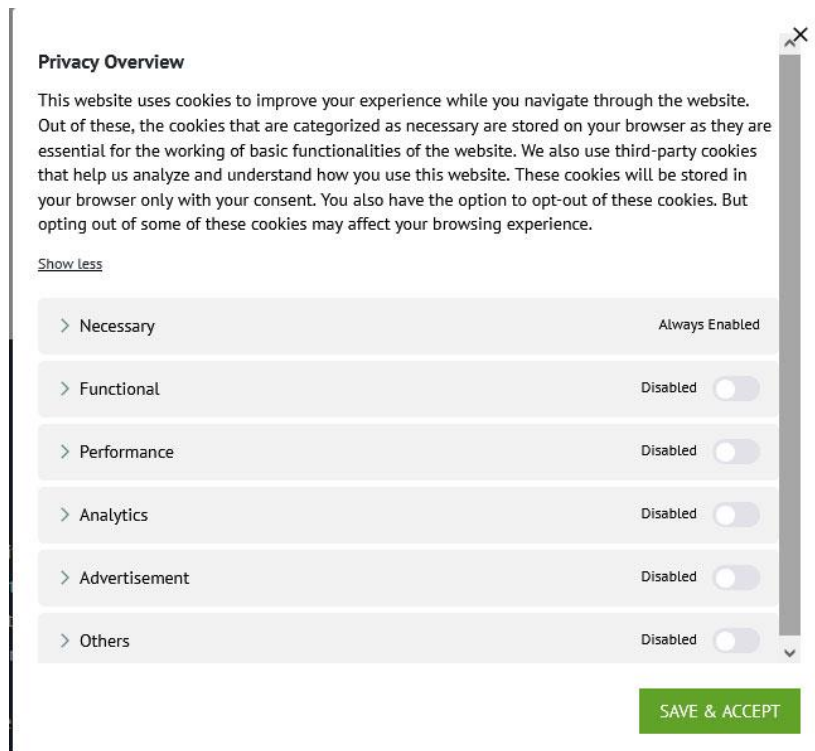 Privacy Overview
This website uses cookies to improve your experience while you navigate through the website.
Out of these, the cookies that are categorized as necessary are stored on your browser as they are
essential for the working of basic functionalities of the website. We also use third-party cookies
that help us analyze and understand how you use this website. These cookies will be stored in
your browser only with your consent. You also have the option to opt-out of these cookies. But
opting out of some of these cookies may affect your browsing experience.
Show less
Necessary Always Enabled
Functional Disabled
Performance Disabled
Analytics Disabled
Advertisement Disabled
Others Disabled
SAVE & ACCEPT